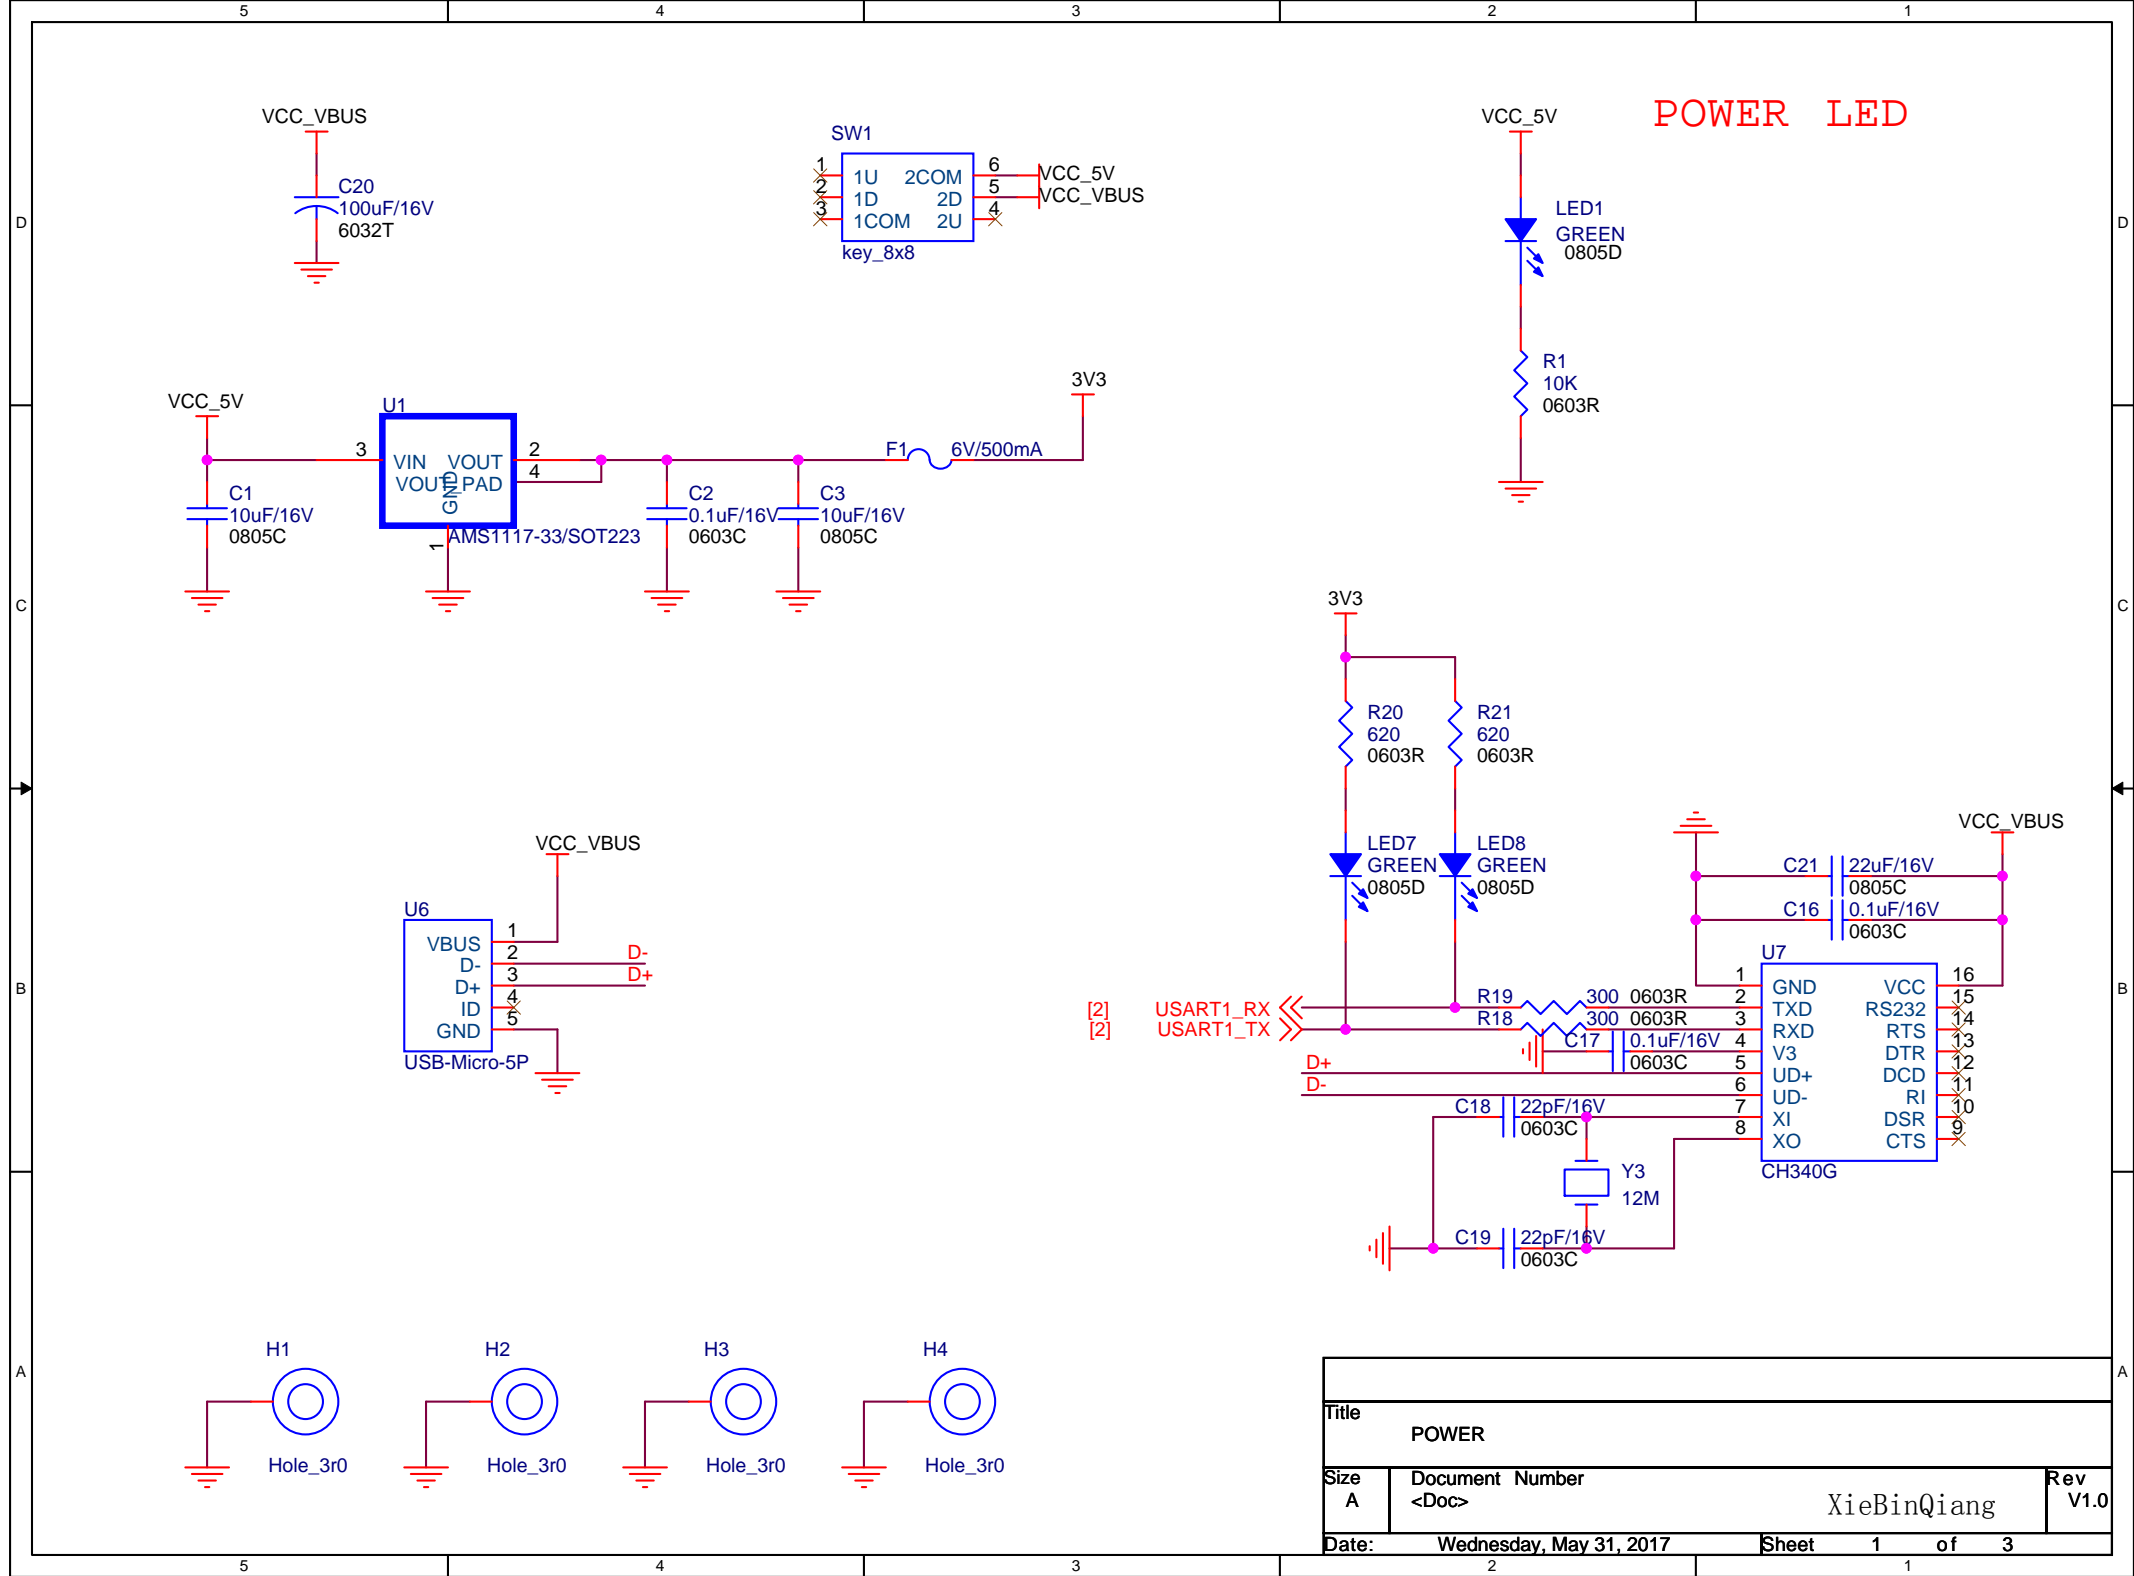 5 4 3 2 1
D
C
B
A
D
C
B
A
VCC_VBUS
C20
100uF/16V
6032T
SW1
1 1U 2COM 6 VCC_5V
2 1D 2D 5 VCC_VBUS
3 1COM 2U 4
key_8x8
POWER LED
VCC_5V
LED1
GREEN
0805D
R1
10K
0603R
VCC_5V
U1
3 VIN VOUT 2
VOUT_PAD 4
GND
1
AMS1117-33/SOT223
C1
10uF/16V
0805C
C2
0.1uF/16V
0603C
C3
10uF/16V
0805C
F1 6V/500mA
3V3
3V3
R20
620
0603R
R21
620
0603R
LED7
GREEN
0805D
LED8
GREEN
0805D
VCC_VBUS
U6
VBUS 1
D- 2 D-
D+ 3 D+
ID 4
GND 5
USB-Micro-5P
VCC_VBUS
C21 22uF/16V
0805C
C16 0.1uF/16V
0603C
U7
1 GND VCC 16
2 TXD RS232 15
3 RXD RTS 14
4 V3 DTR 13
5 UD+ DCD 12
6 UD- RI 11
7 XI DSR 10
8 XO CTS 9
CH340G
[2] USART1_RX R19 300 0603R
[2] USART1_TX R18 300 0603R
C17 0.1uF/16V
0603C
D+
D-
C18 22pF/16V
0603C
Y3
12M
C19 22pF/16V
0603C
H1
Hole_3r0
H2
Hole_3r0
H3
Hole_3r0
H4
Hole_3r0
Title
POWER
Size
A
Document Number
<Doc>
XieBinQiang
Rev
V1.0
Date: Wednesday, May 31, 2017 Sheet 1 of 3
5 4 3 2 1